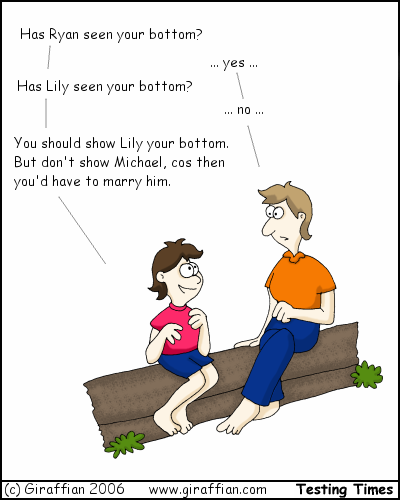 Has Ryan seen your bottom?
... yes ...
Has Lily seen your bottom?
... no ...
You should show Lily your bottom.
But don't show Michael, cos then
you'd have to marry him.
(c) Giraffian 2006 www.giraffian.com Testing Times